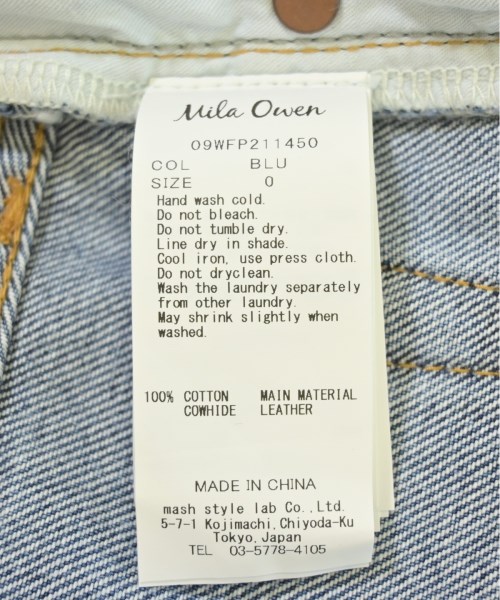 Mila Owen
09WFP211450
COL BLU
SIZE 0
Hand wash cold.
Do not bleach.
Do not tumble dry.
Line dry in shade.
Cool iron, use press cloth.
Do not dryclean.
Wash the laundry separately
from other laundry.
May shrink slightly when
washed.
100% COTTON MAIN MATERIAL
COWHIDE LEATHER
MADE IN CHINA
mash style lab Co.,Ltd.
5-7-1 Kojimachi,Chiyoda-Ku
Tokyo,Japan
TEL 03-5778-4105